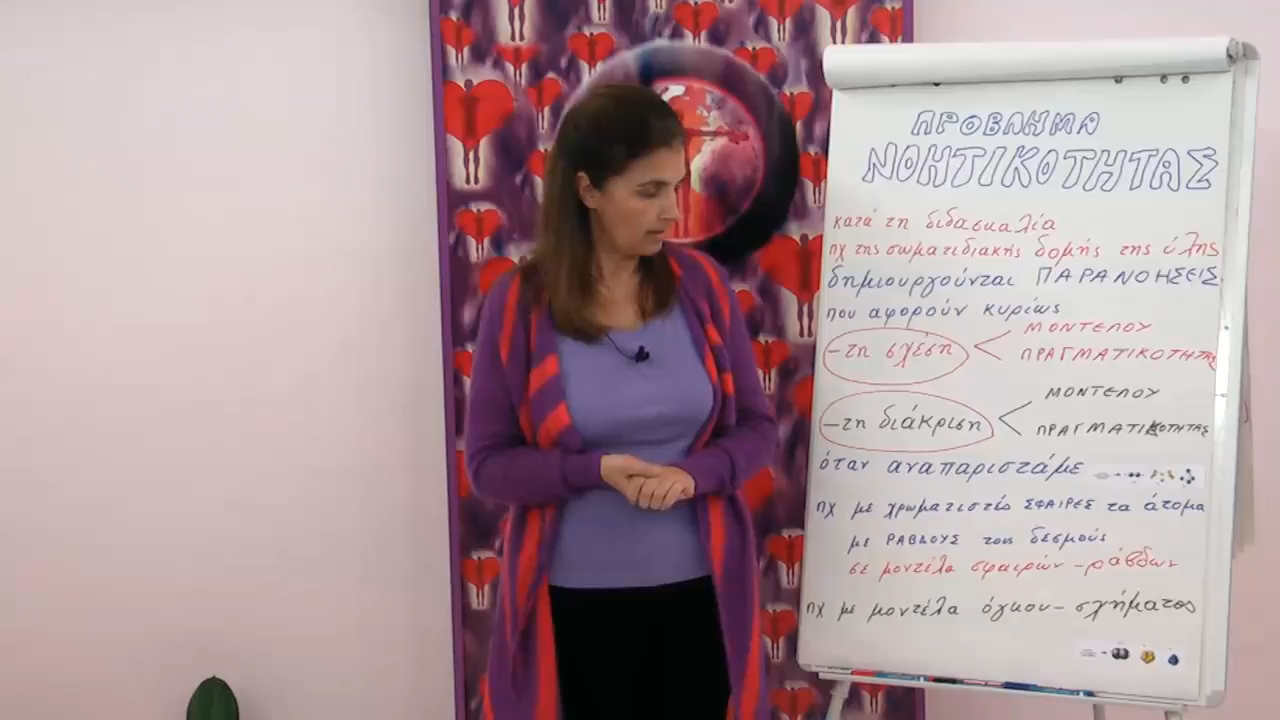 ΠΡΟΒΛΗΜΑ
ΝΟΗΤΙΚΟΤΗΤΑΣ
κατά τη διδασκαλία
πχ της σωματιδιακής δομής της ύλης
δημιουργούνται ΠΑΡΑΝΟΗΣΕΙΣ
που αφορούν κυρίως
– τη σχέση < ΜΟΝΤΕΛΟΥ
ΠΡΑΓΜΑΤΙΚΟΤΗΤΑΣ
– τη διάκριση < ΜΟΝΤΕΛΟΥ
ΠΡΑΓΜΑΤΙΚΟΤΗΤΑΣ
όταν αναπαριστάμε
πχ με χρωματιστές ΣΦΑΙΡΕΣ τα άτομα
με ΡΑΒΔΟΥΣ τους δεσμούς
σε μοντέλα σφαιρών – ράβδων
πχ με μοντέλα όγκου – σχήματος